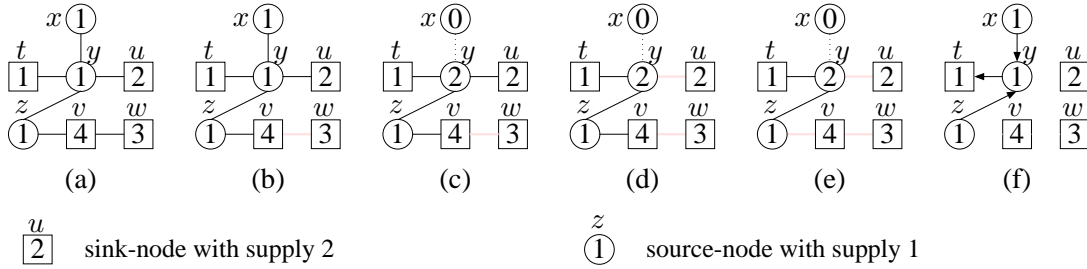 x 1 x 1 x 0 x 0 x 0 x 1
t y u t y u t y u t y u t y u t y u
1 1 2 1 1 2 1 2 2 1 2 2 1 2 2 1 1 2
z v w z v w z v w z v w z v w z v w
1 4 3 1 4 3 1 4 3 1 4 3 1 4 3 1 4 3
(a) (b) (c) (d) (e) (f)
u z
2 sink-node with supply 2 1 source-node with supply 1